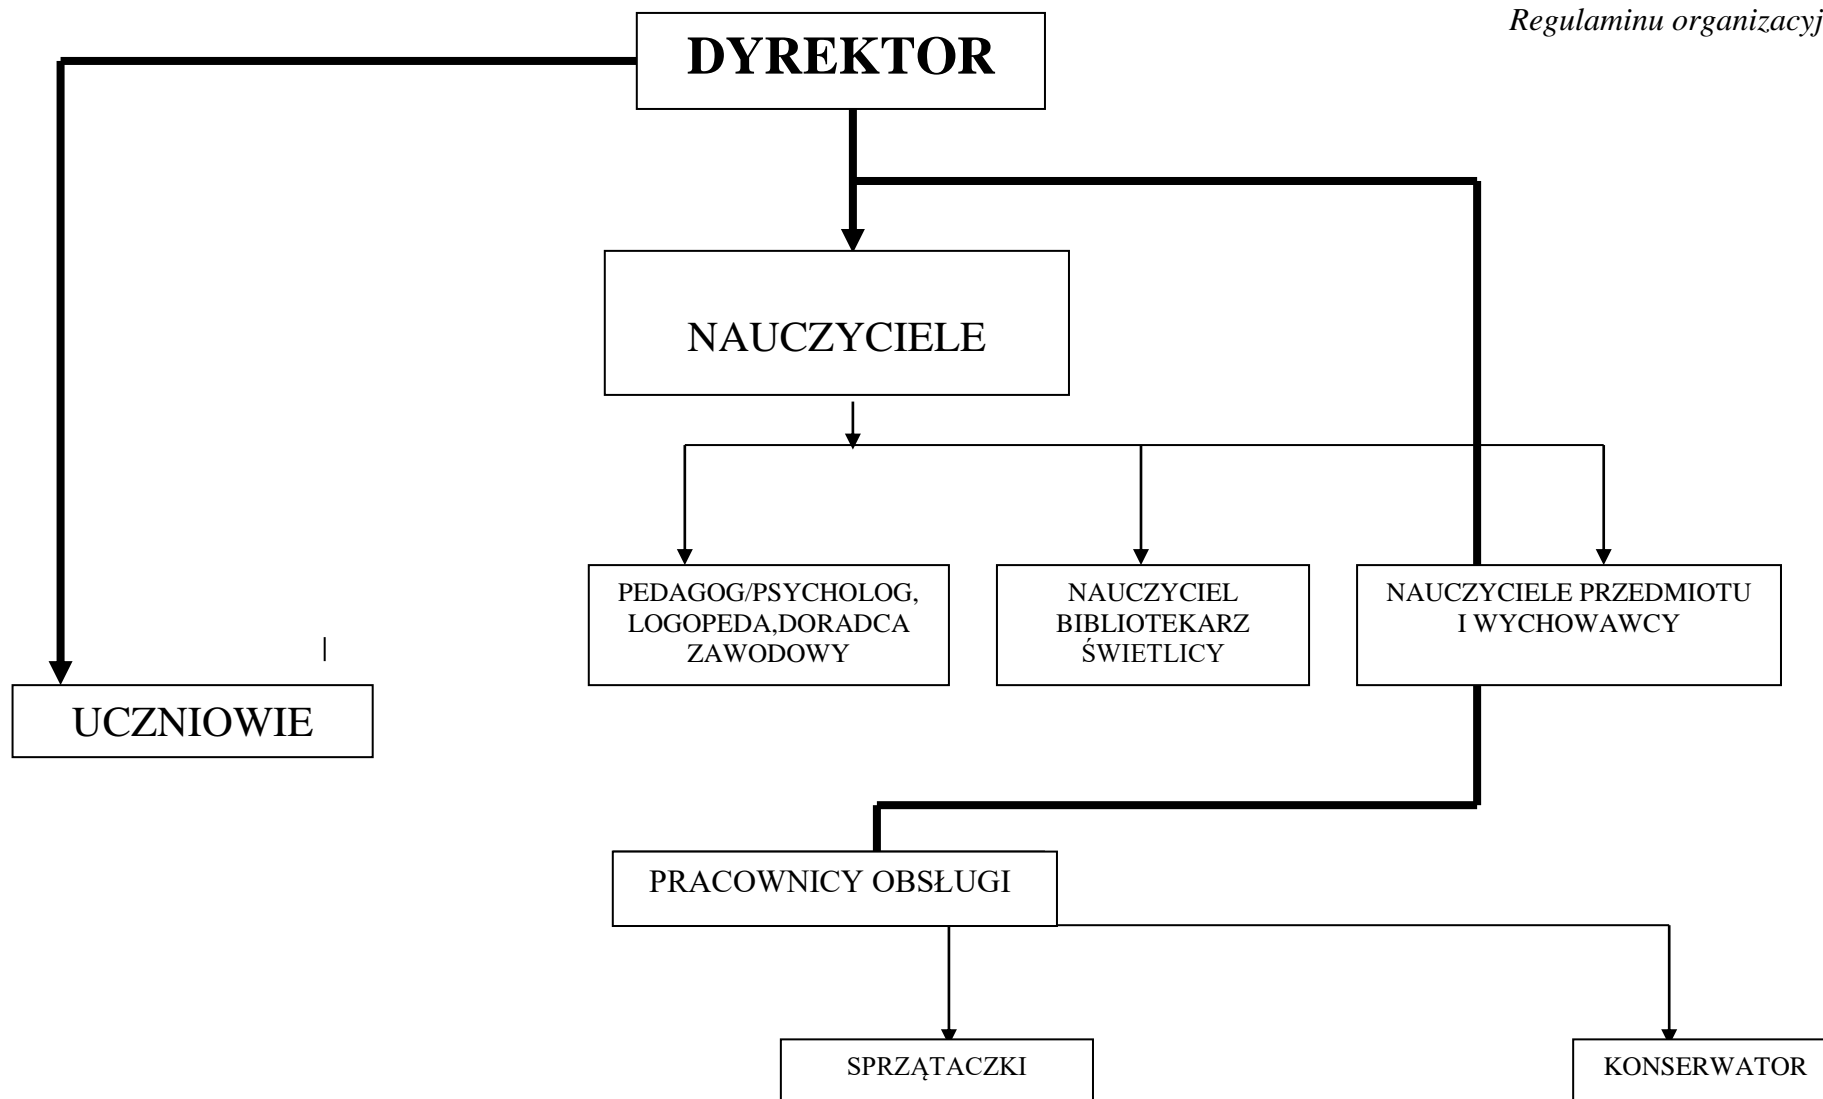 Regulaminu organizacyj
DYREKTOR
NAUCZYCIELE
PEDAGOG/PSYCHOLOG,
LOGOPEDA,DORADCA
ZAWODOWY
NAUCZYCIEL
BIBLIOTEKARZ
ŚWIETLICY
NAUCZYCIELE PRZEDMIOTU
I WYCHOWAWCY
UCZNIOWIE
PRACOWNICY OBSŁUGI
SPRZĄTACZKI
KONSERWATOR